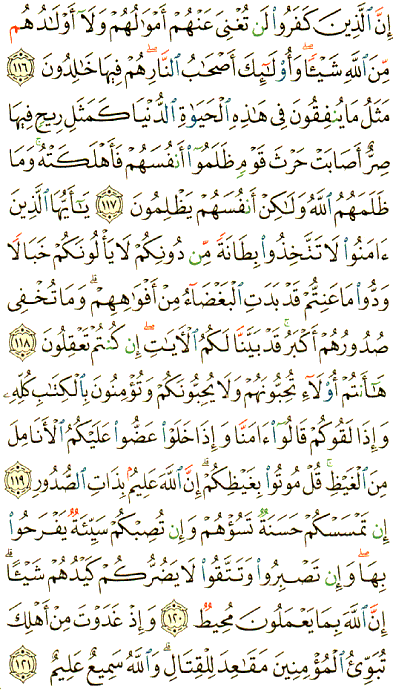 إِنَّ ٱلَّذِينَ كَفَرُوا۟ لَن تُغْنِىَ عَنْهُمْ أَمْوَٰلُهُمْ وَلَآ أَوْلَـٰدُهُم
مِّنَ ٱللَّهِ شَيْـًٔا ۖ وَأُو۟لَـٰٓئِكَ أَصْحَـٰبُ ٱلنَّارِ ۚ هُمْ فِيهَا خَـٰلِدُونَ ١١٦
مَثَلُ مَا يُنفِقُونَ فِى هَـٰذِهِ ٱلْحَيَوٰةِ ٱلدُّنْيَا كَمَثَلِ رِيحٍ فِيهَا
صِرٌّ أَصَابَتْ حَرْثَ قَوْمٍ ظَلَمُوٓا۟ أَنفُسَهُمْ فَأَهْلَكَتْهُ ۚ وَمَا
ظَلَمَهُمُ ٱللَّهُ وَلَـٰكِنْ أَنفُسَهُمْ يَظْلِمُونَ ١١٧ يَـٰٓأَيُّهَا ٱلَّذِينَ
ءَامَنُوا۟ لَا تَتَّخِذُوا۟ بِطَانَةً مِّن دُونِكُمْ لَا يَأْلُونَكُمْ خَبَالًا
وَدُّوا۟ مَا عَنِتُّمْ قَدْ بَدَتِ ٱلْبَغْضَآءُ مِنْ أَفْوَٰهِهِمْ وَمَا تُخْفِى
صُدُورُهُمْ أَكْبَرُ ۚ قَدْ بَيَّنَّا لَكُمُ ٱلْـَٔايَـٰتِ ۖ إِن كُنتُمْ تَعْقِلُونَ ١١٨
هَـٰٓأَنتُمْ أُو۟لَآءِ تُحِبُّونَهُمْ وَلَا يُحِبُّونَكُمْ وَتُؤْمِنُونَ بِٱلْكِتَـٰبِ كُلِّهِۦ
وَإِذَا لَقُوكُمْ قَالُوٓا۟ ءَامَنَّا وَإِذَا خَلَوْا۟ عَضُّوا۟ عَلَيْكُمُ ٱلْأَنَامِلَ
مِنَ ٱلْغَيْظِ ۚ قُلْ مُوتُوا۟ بِغَيْظِكُمْ ۗ إِنَّ ٱللَّهَ عَلِيمٌۢ بِذَاتِ ٱلصُّدُورِ ١١٩
إِن تَمْسَسْكُمْ حَسَنَةٌ تَسُؤْهُمْ وَإِن تُصِبْكُمْ سَيِّئَةٌ يَفْرَحُوا۟
بِهَا ۖ وَإِن تَصْبِرُوا۟ وَتَتَّقُوا۟ لَا يَضُرُّكُمْ كَيْدُهُمْ شَيْـًٔا ۗ
إِنَّ ٱللَّهَ بِمَا يَعْمَلُونَ مُحِيطٌ ١٢٠ وَإِذْ غَدَوْتَ مِنْ أَهْلِكَ
تُبَوِّئُ ٱلْمُؤْمِنِينَ مَقَـٰعِدَ لِلْقِتَالِ ۗ وَٱللَّهُ سَمِيعٌ عَلِيمٌ ١٢١